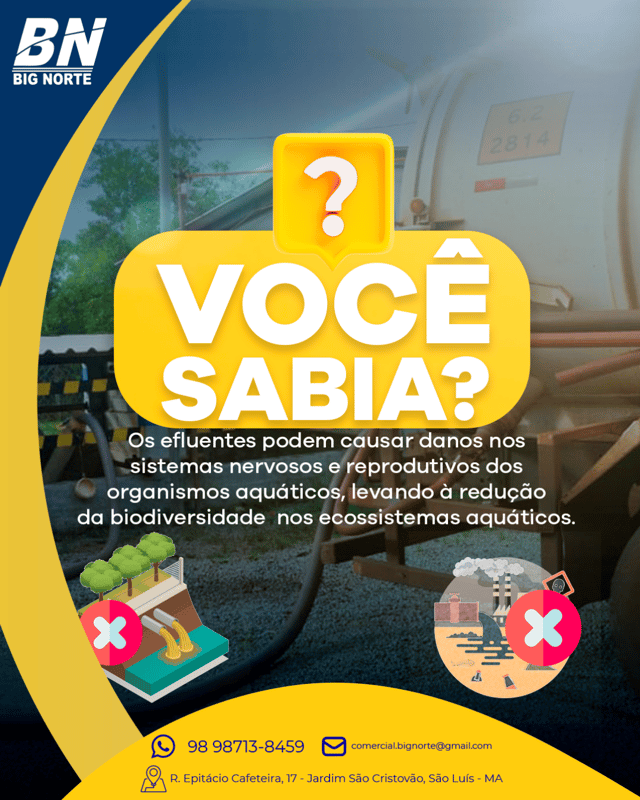 BN
BIG NORTE
6.2
2814
?
VOCÊ
SABIA?
Os efluentes podem causar danos nos
sistemas nervosos e reprodutivos dos
organismos aquáticos, levando à redução
da biodiversidade nos ecossistemas aquáticos.
98 98713-8459
comercial.bignorte@gmail.com
R. Epitácio Cafeteira, 17 - Jardim São Cristovão, São Luís - MA